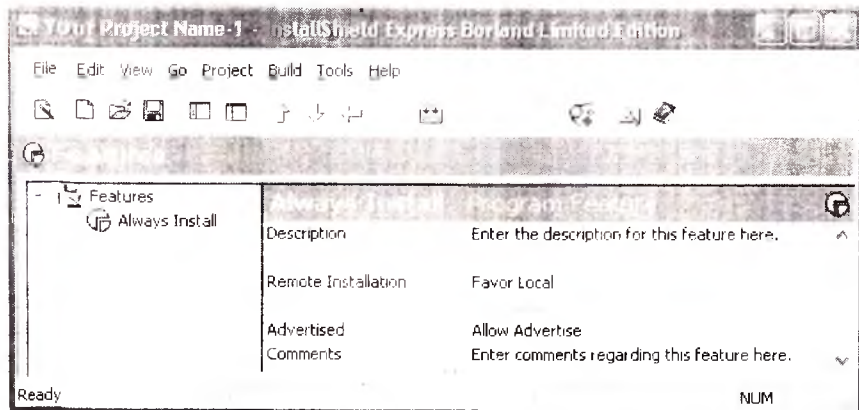 Your Project Name-1 - InstallShield Express Borland Limited Edition
File Edit View Go Project Build Tools Help
Features
Always Install
Always Install Program Feature
Description Enter the description for this feature here.
Remote Installation Favor Local
Advertised Allow Advertise
Comments Enter comments regarding this feature here.
Ready NUM